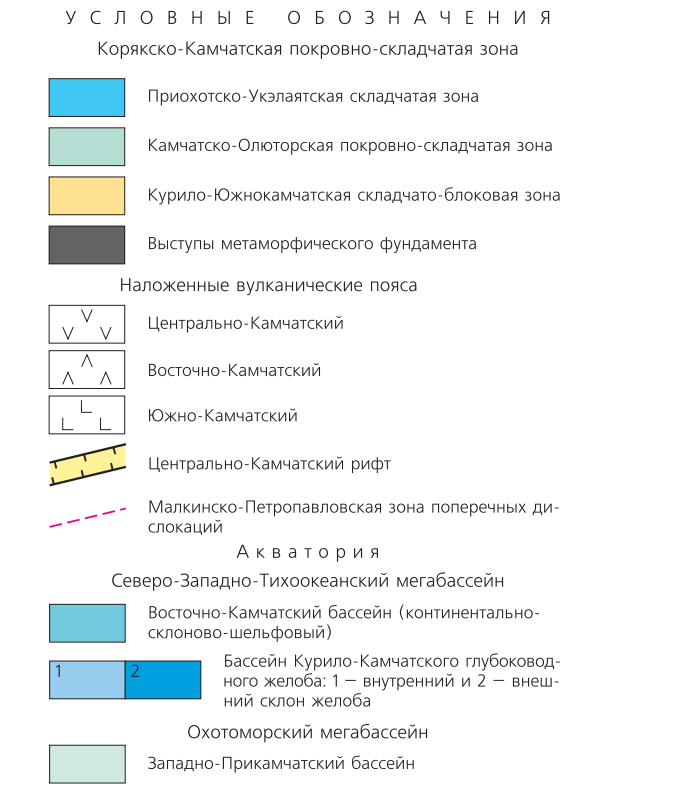 УСЛОВНЫЕ ОБОЗНАЧЕНИЯ
Корякско-Камчатская покровно-складчатая зона
Приохотско-Укэлаятская складчатая зона
Камчатско-Олюторская покровно-складчатая зона
Курило-Южнокамчатская складчато-блоковая зона
Выступы метаморфического фундамента
Наложенные вулканические пояса
Центрально-Камчатский
Восточно-Камчатский
Южно-Камчатский
Центрально-Камчатский рифт
Малкинско-Петропавловская зона поперечных ди-
слокаций
Акватория
Северо-Западно-Тихоокеанский мегабассейн
Восточно-Камчатский бассейн (континентально-
склоново-шельфовый)
1 2
Бассейн Курило-Камчатского глубоковод-
ного желоба: 1 — внутренний и 2 — внеш-
ний склон желоба
Охотоморский мегабассейн
Западно-Прикамчатский бассейн